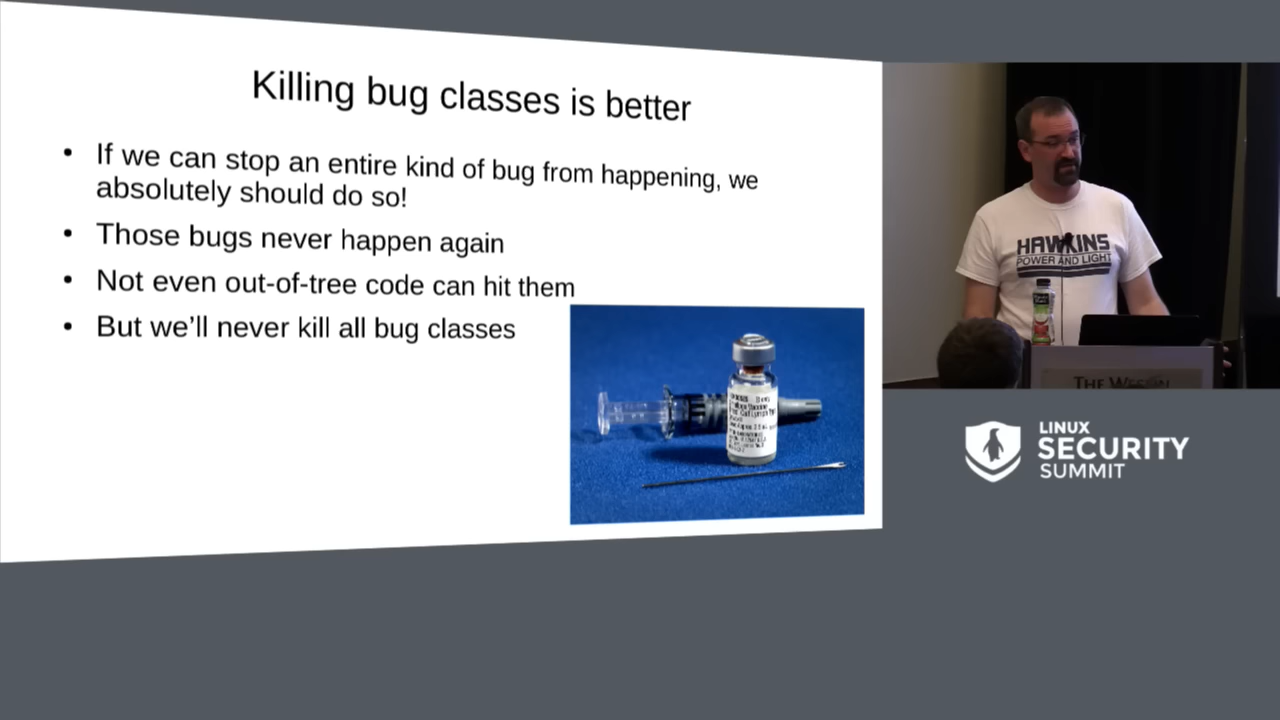 Killing bug classes is better
• If we can stop an entire kind of bug from happening, we
absolutely should do so!
• Those bugs never happen again
• Not even out-of-tree code can hit them
• But we’ll never kill all bug classes
HAWKINS
POWER AND LIGHT
THE WESTIN
LINUX
SECURITY
SUMMIT